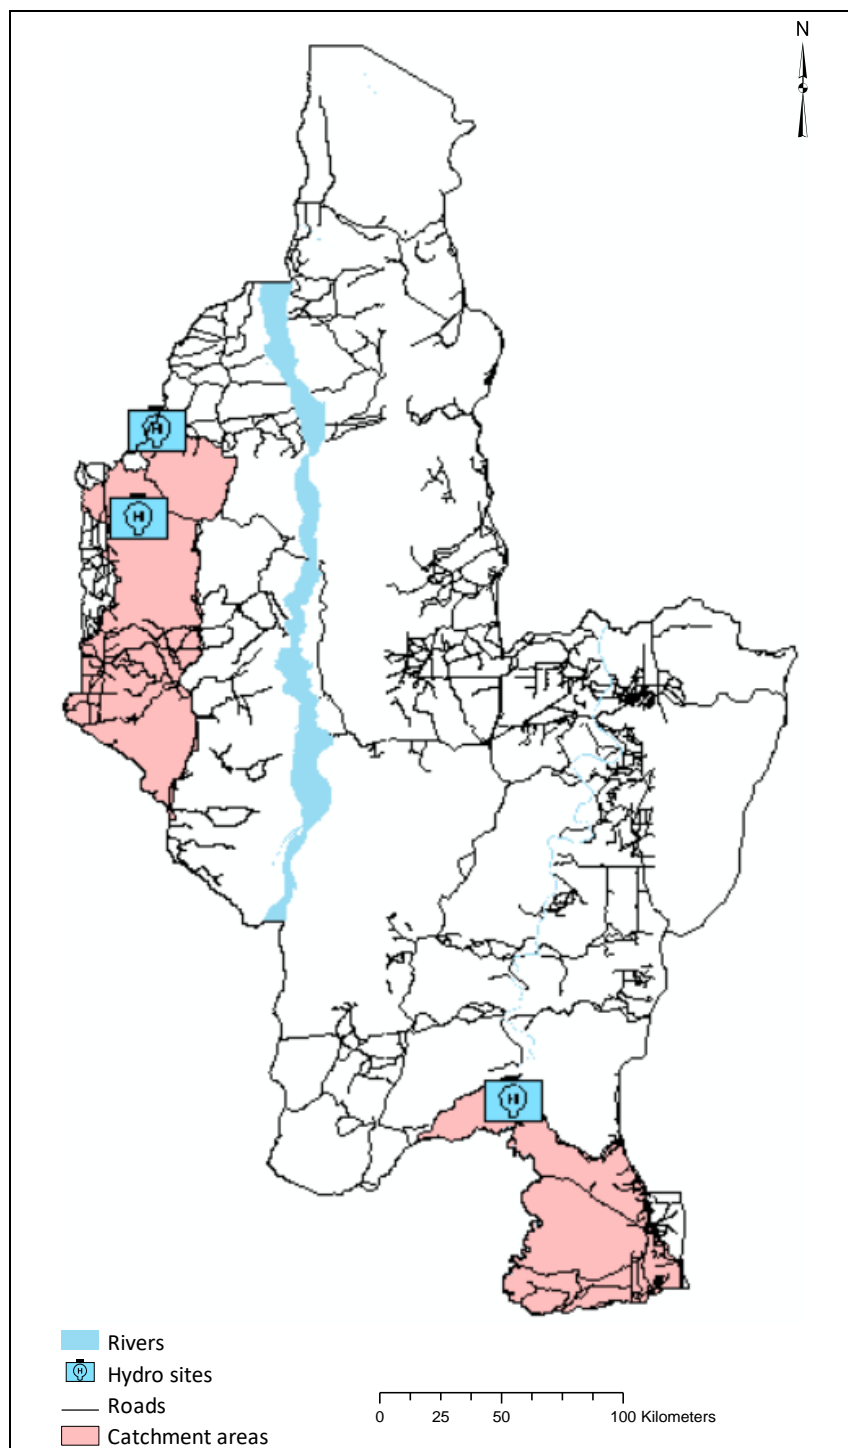 N
H
H
H
Rivers
H
Hydro sites
Roads
Catchment areas
0 25 50 100 Kilometers